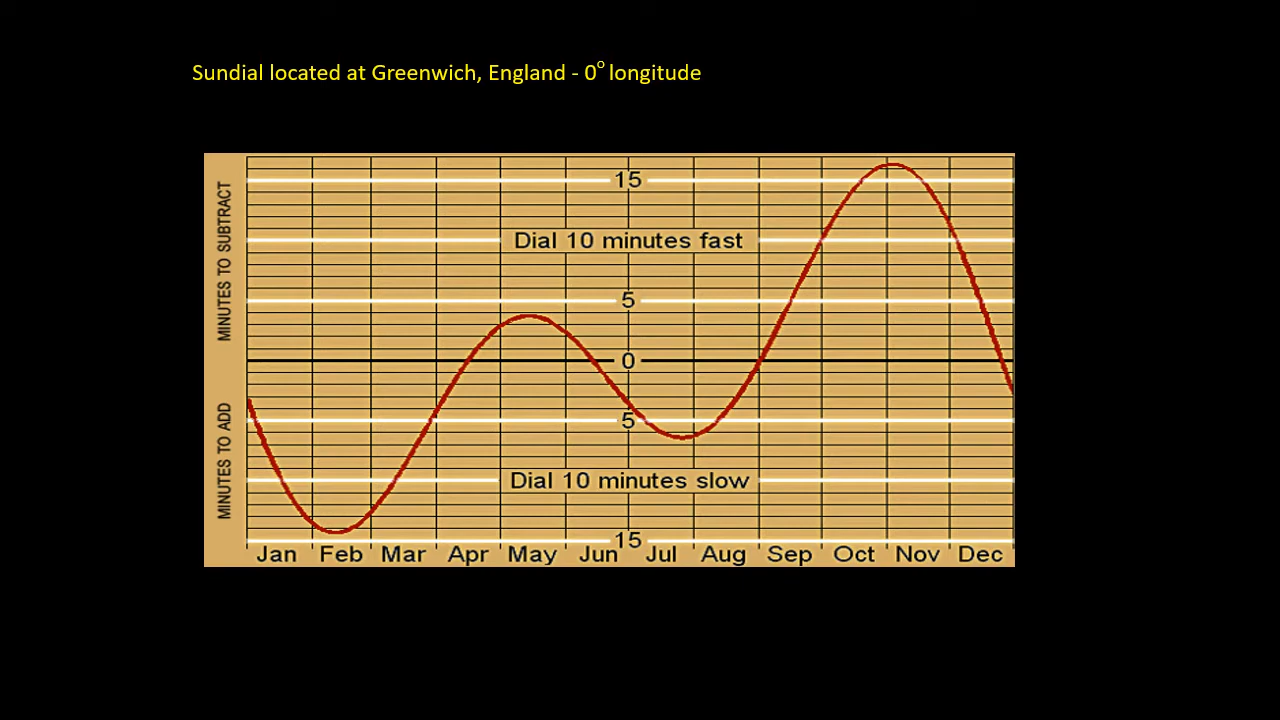 Sundial located at Greenwich, England - 0° longitude
MINUTES TO SUBTRACT
MINUTES TO ADD
15
Dial 10 minutes fast
5
0
5
Dial 10 minutes slow
15
Jan Feb Mar Apr May Jun Jul Aug Sep Oct Nov Dec